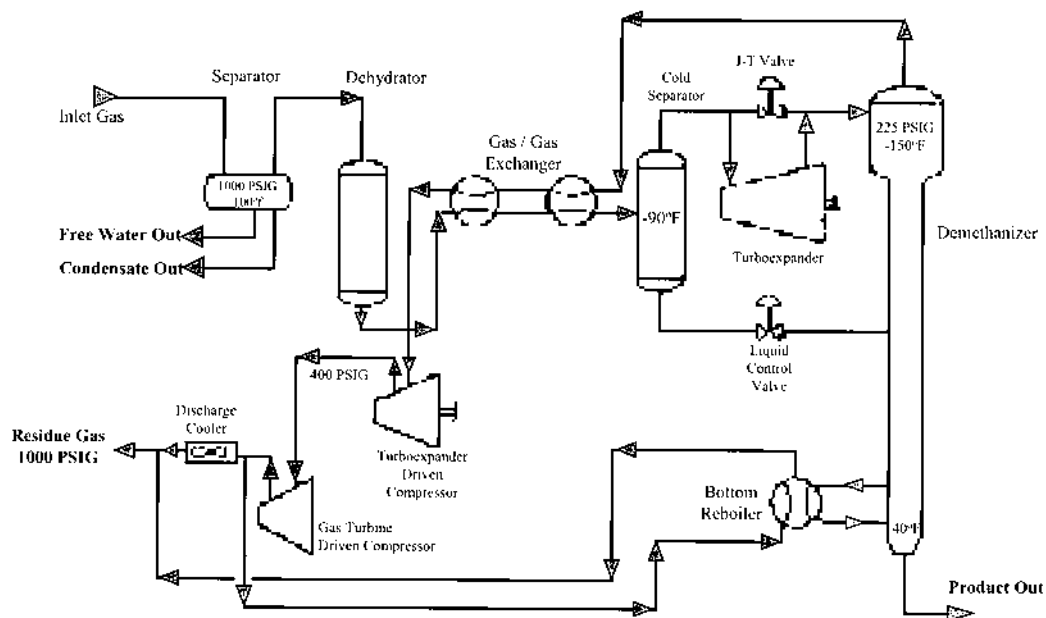 Separator
Dehydrator
Inlet Gas
1000 PSIG
100°F
Free Water Out
Condensate Out
Gas / Gas
Exchanger
Cold
Separator
J-T Valve
-90°F
Turboexpander
225 PSIG
-150°F
Demethanizer
Liquid
Control
Valve
400 PSIG
Discharge
Cooler
Residue Gas
1000 PSIG
Turboexpander
Driven
Compressor
Gas Turbine
Driven Compressor
Bottom
Reboiler
40°F
Product Out